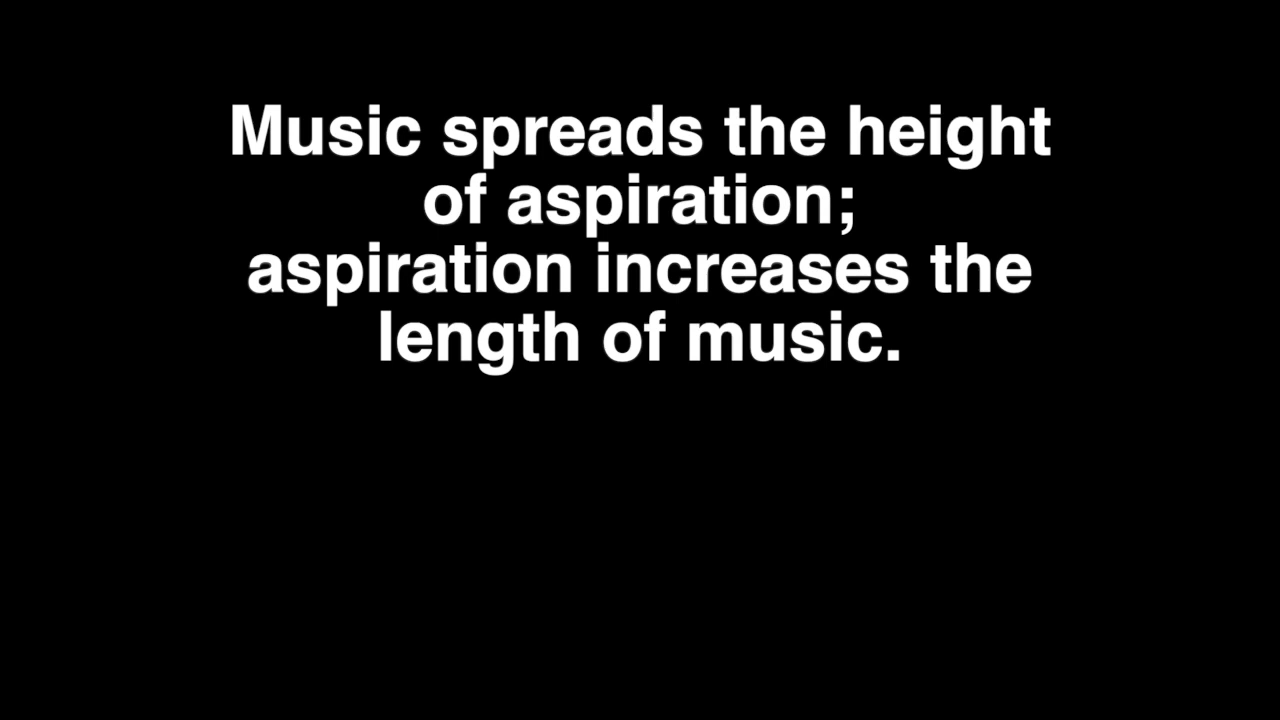 Music spreads the height
of aspiration;
aspiration increases the
length of music.